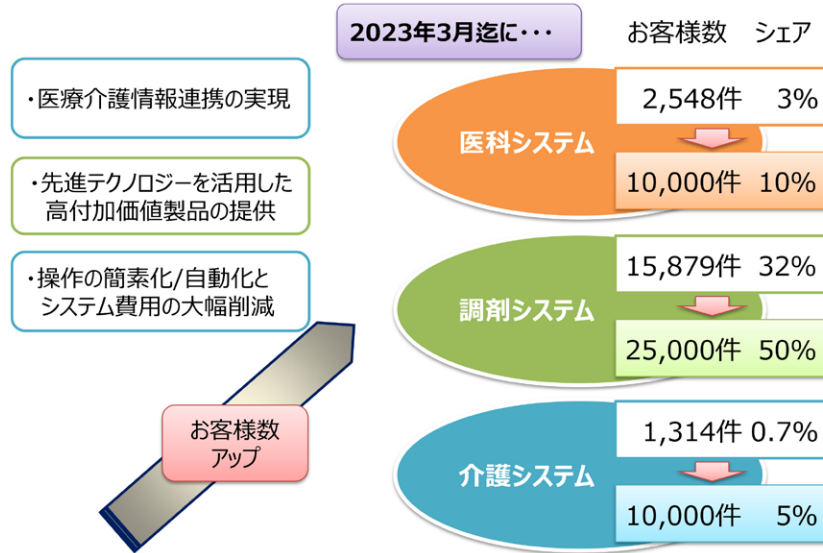 2023年3月迄に･･･
お客様数 シェア
・医療介護情報連携の実現
・先進テクノロジーを活用した
高付加価値製品の提供
・操作の簡素化/自動化と
システム費用の大幅削減
お客様数
アップ
医科システム
2,548件 3%
10,000件 10%
調剤システム
15,879件 32%
25,000件 50%
介護システム
1,314件 0.7%
10,000件 5%